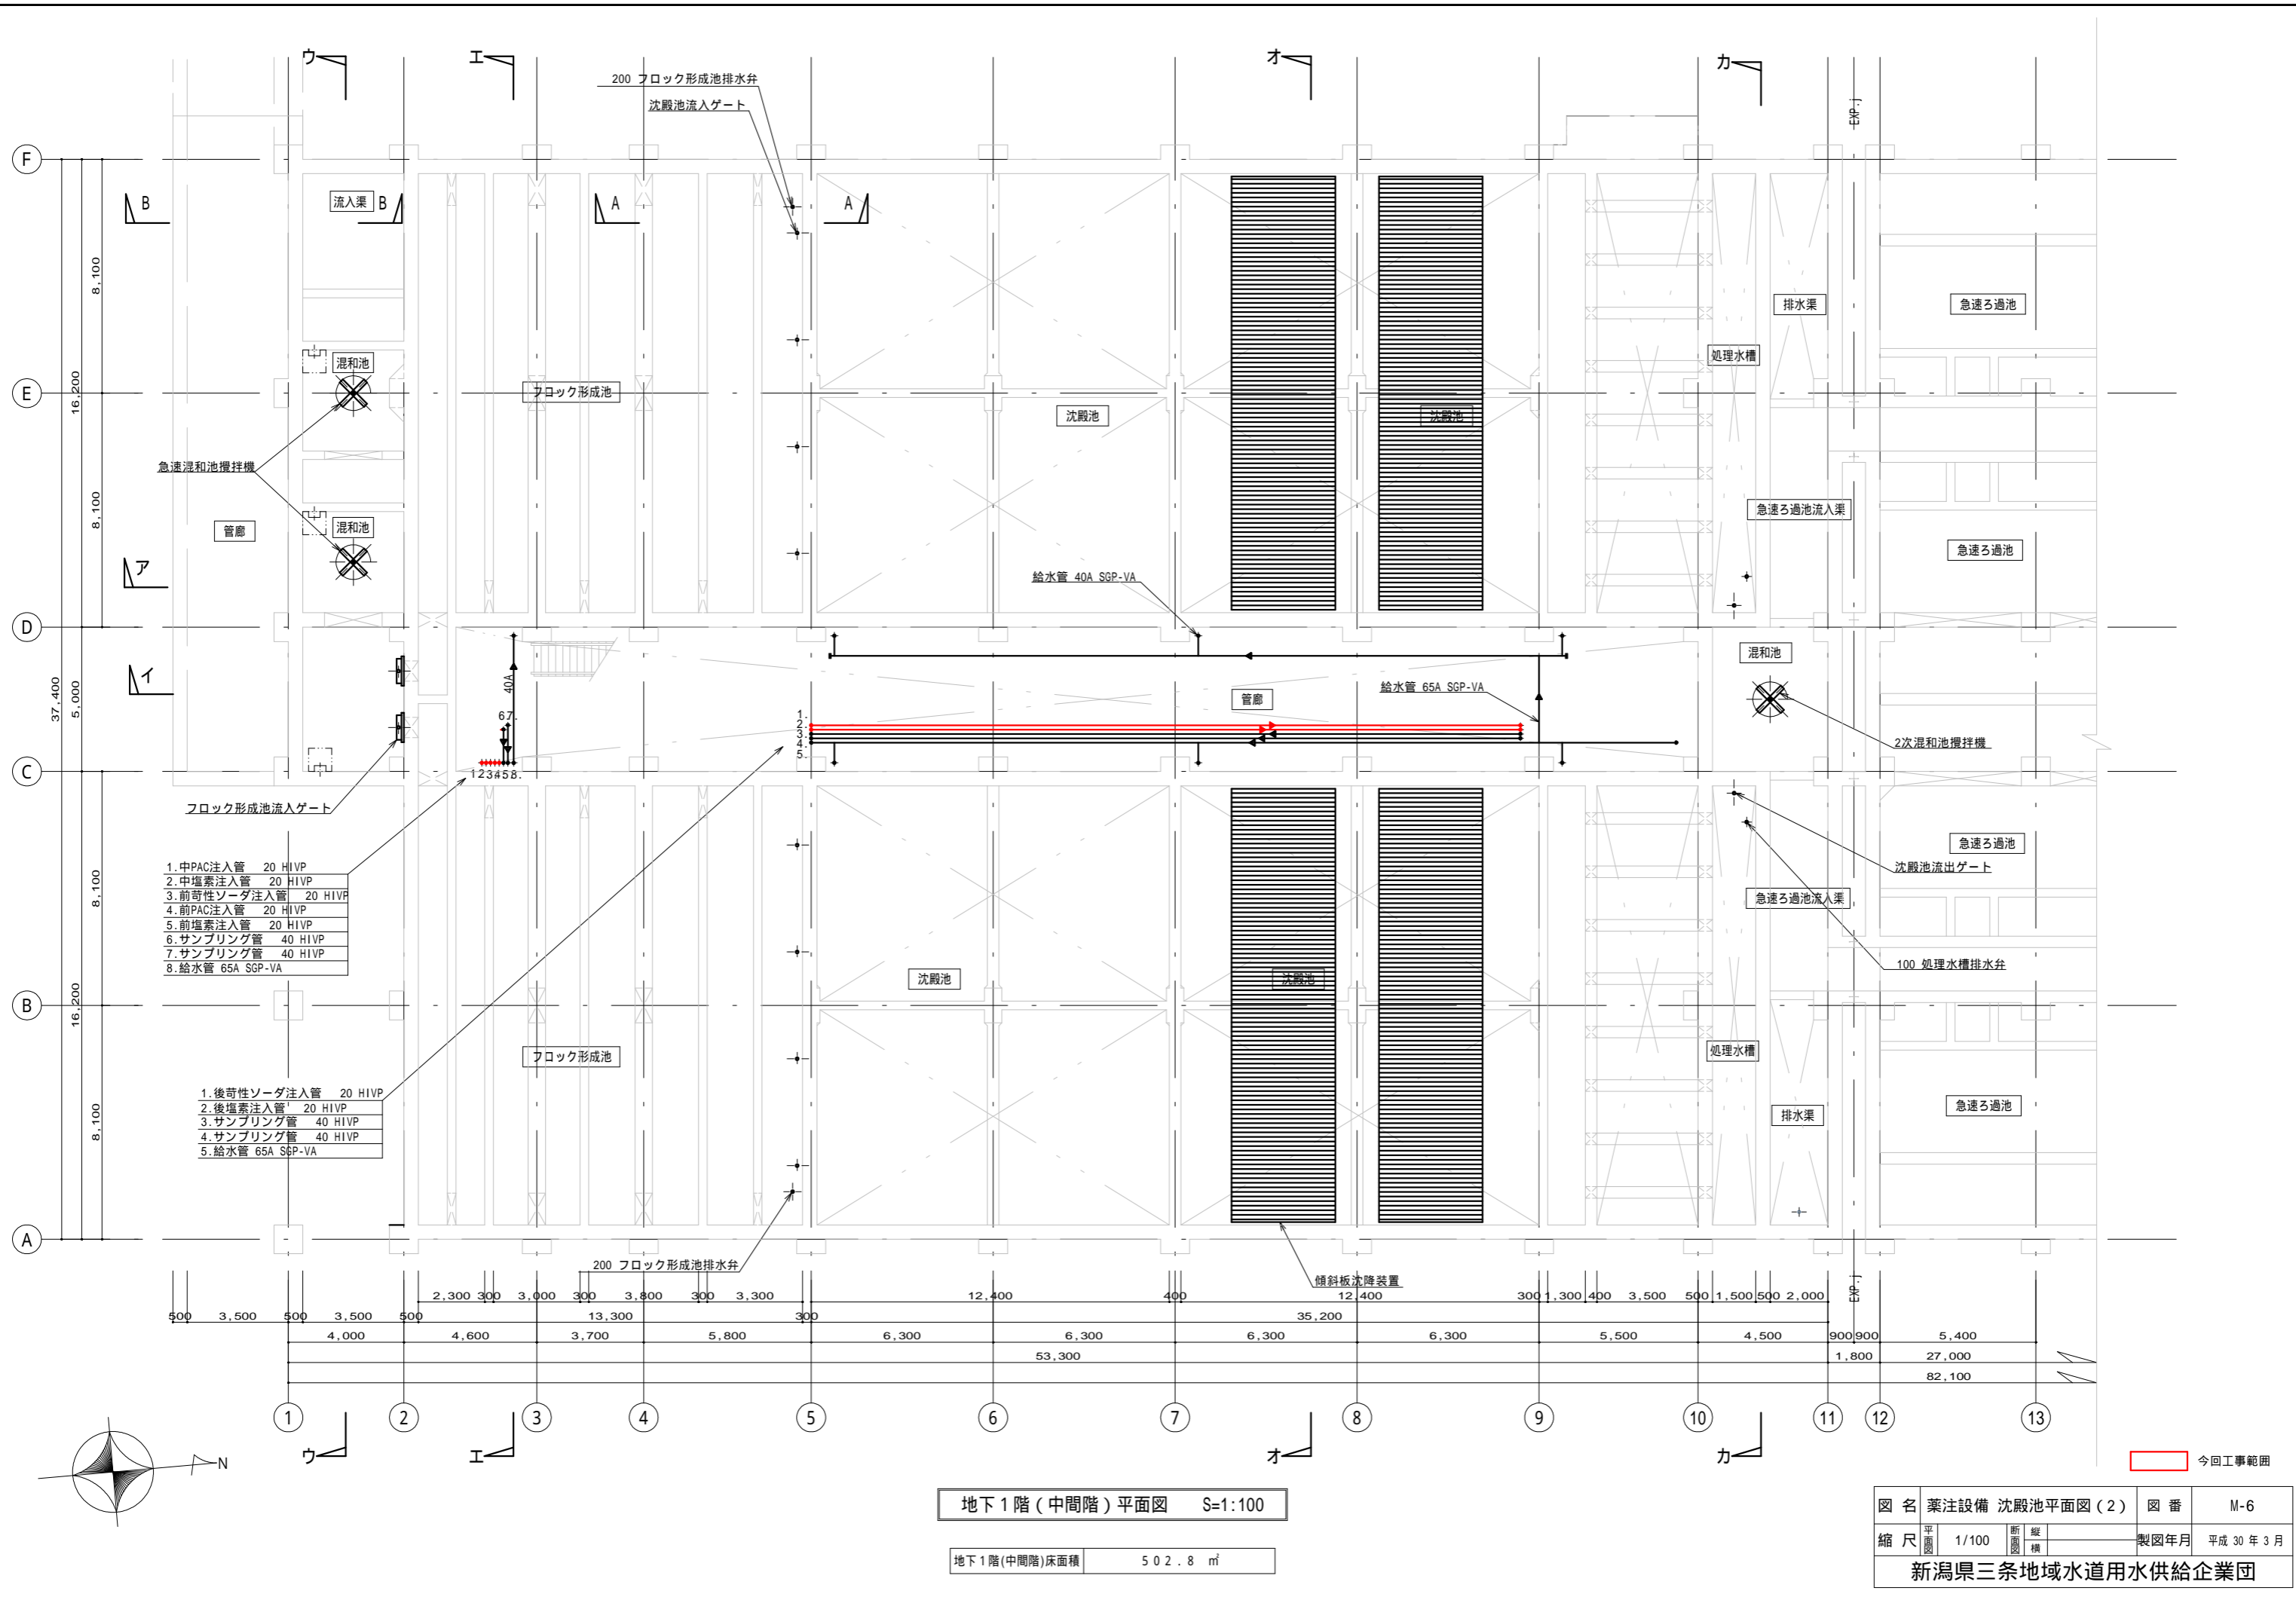 ウ
エ
オ
カ
200 フロック形成池排水弁
沈殿池流入ゲート
EXP.j
F
E
D
C
B
A
B
流入渠
B
A
A
8,100
16,200
8,100
37,400
5,000
8,100
16,200
8,100
混和池
フロック形成池
沈殿池
沈殿池
処理水槽
排水渠
急速ろ過池
急速混和池攪拌機
管廊
混和池
急速ろ過池流入渠
急速ろ過池
ア
イ
給水管 40A SGP-VA
40A
67.
1.
2.
3.
4.
5.
管廊
給水管 65A SGP-VA
混和池
2次混和池攪拌機
123458.
フロック形成池流入ゲート
1.中PAC注入管 20 HIVP
2.中塩素注入管 20 HIVP
3.前苛性ソーダ注入管 20 HIVP
4.前PAC注入管 20 HIVP
5.前塩素注入管 20 HIVP
6.サンプリング管 40 HIVP
7.サンプリング管 40 HIVP
8.給水管 65A SGP-VA
急速ろ過池
沈殿池流出ゲート
急速ろ過池流入渠
100 処理水槽排水弁
沈殿池
沈殿池
フロック形成池
処理水槽
排水渠
急速ろ過池
1.後苛性ソーダ注入管 20 HIVP
2.後塩素注入管 20 HIVP
3.サンプリング管 40 HIVP
4.サンプリング管 40 HIVP
5.給水管 65A SGP-VA
200 フロック形成池排水弁
傾斜板沈降装置
EXP.j
2,300 300 3,000 300 3,800 300 3,300 12,400 400 12,400 300 1,300 400 3,500 500 1,500 500 2,000
500 3,500 500 3,500 500 13,300 300 35,200
4,000 4,600 3,700 5,800 6,300 6,300 6,300 6,300 5,500 4,500 900 900 5,400
53,300 1,800 27,000
82,100
1 2 3 4 5 6 7 8 9 10 11 12 13
ウ
エ
オ
カ
N
今回工事範囲
地下1階(中間階)平面図 S=1:100
地下1階(中間階)床面積 502.8 ㎡
図 名 薬注設備 沈殿池平面図(2) 図 番 M-6
縮 尺 平面図 1/100 断面図 縦 横 製図年月 平成 30 年 3 月
新潟県三条地域水道用水供給企業団